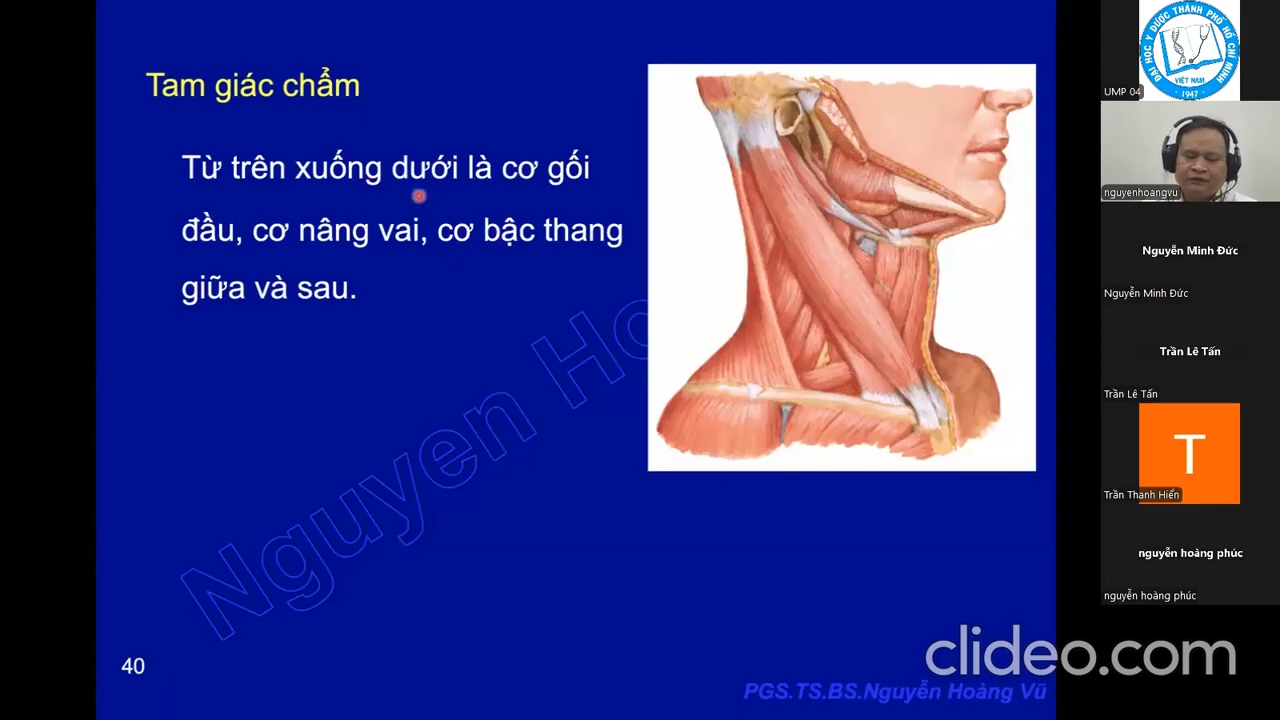 Tam giác chẩm
Từ trên xuống dưới là cơ gối
đầu, cơ nâng vai, cơ bậc thang
giữa và sau.
Nguyen Ho
40
PGS.TS.BS.Nguyễn Hoàng Vũ
clideo.com
ĐẠI HỌC Y DƯỢC THÀNH PHỐ HỒ CHÍ MINH
VIỆT NAM
1947
UMP 04
nguyenhoangvu
Nguyễn Minh Đức
Nguyễn Minh Đức
Trần Lê Tấn
Trần Lê Tấn
T
Trần Thanh Hiển
nguyễn hoàng phúc
nguyễn hoàng phúc